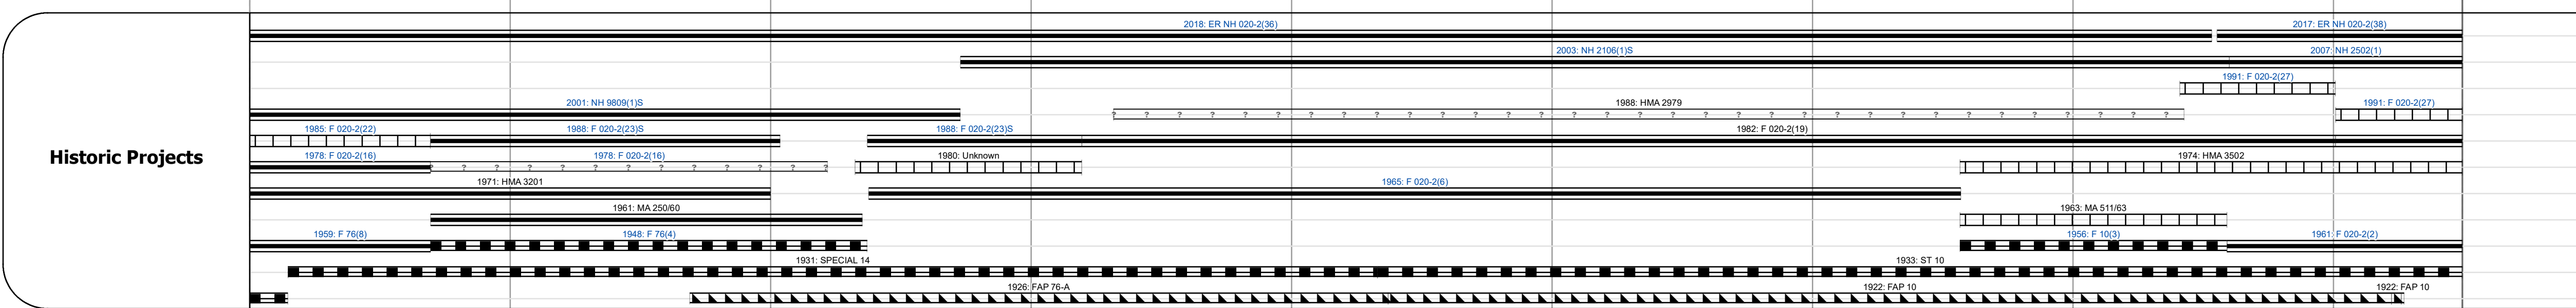 2018: ER NH 020-2(36)
2017: ER NH 020-2(38)
2003: NH 2106(1)S
2007: NH 2502(1)
1991: F 020-2(27)
2001: NH 9809(1)S
1988: HMA 2979
1991: F 020-2(27)
1985: F 020-2(22)
1988: F 020-2(23)S
1988: F 020-2(23)S
1982: F 020-2(19)
Historic Projects
1978: F 020-2(16)
1978: F 020-2(16)
1980: Unknown
1974: HMA 3502
1971: HMA 3201
1965: F 020-2(6)
1961: MA 250/60
1963: MA 511/63
1959: F 76(8)
1948: F 76(4)
1956: F 10(3)
1961: F 020-2(2)
1931: SPECIAL 14
1933: ST 10
1926: FAP 76-A
1922: FAP 10
1922: FAP 10